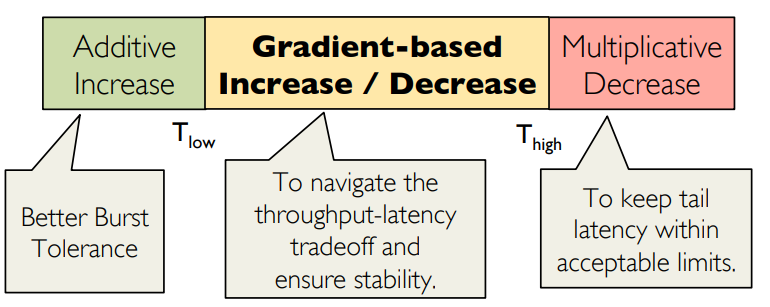 Additive
Increase
Gradient-based
Increase / Decrease
Multiplicative
Decrease
Tlow
Thigh
Better Burst
Tolerance
To navigate the
throughput-latency
tradeoff and
ensure stability.
To keep tail
latency within
acceptable limits.